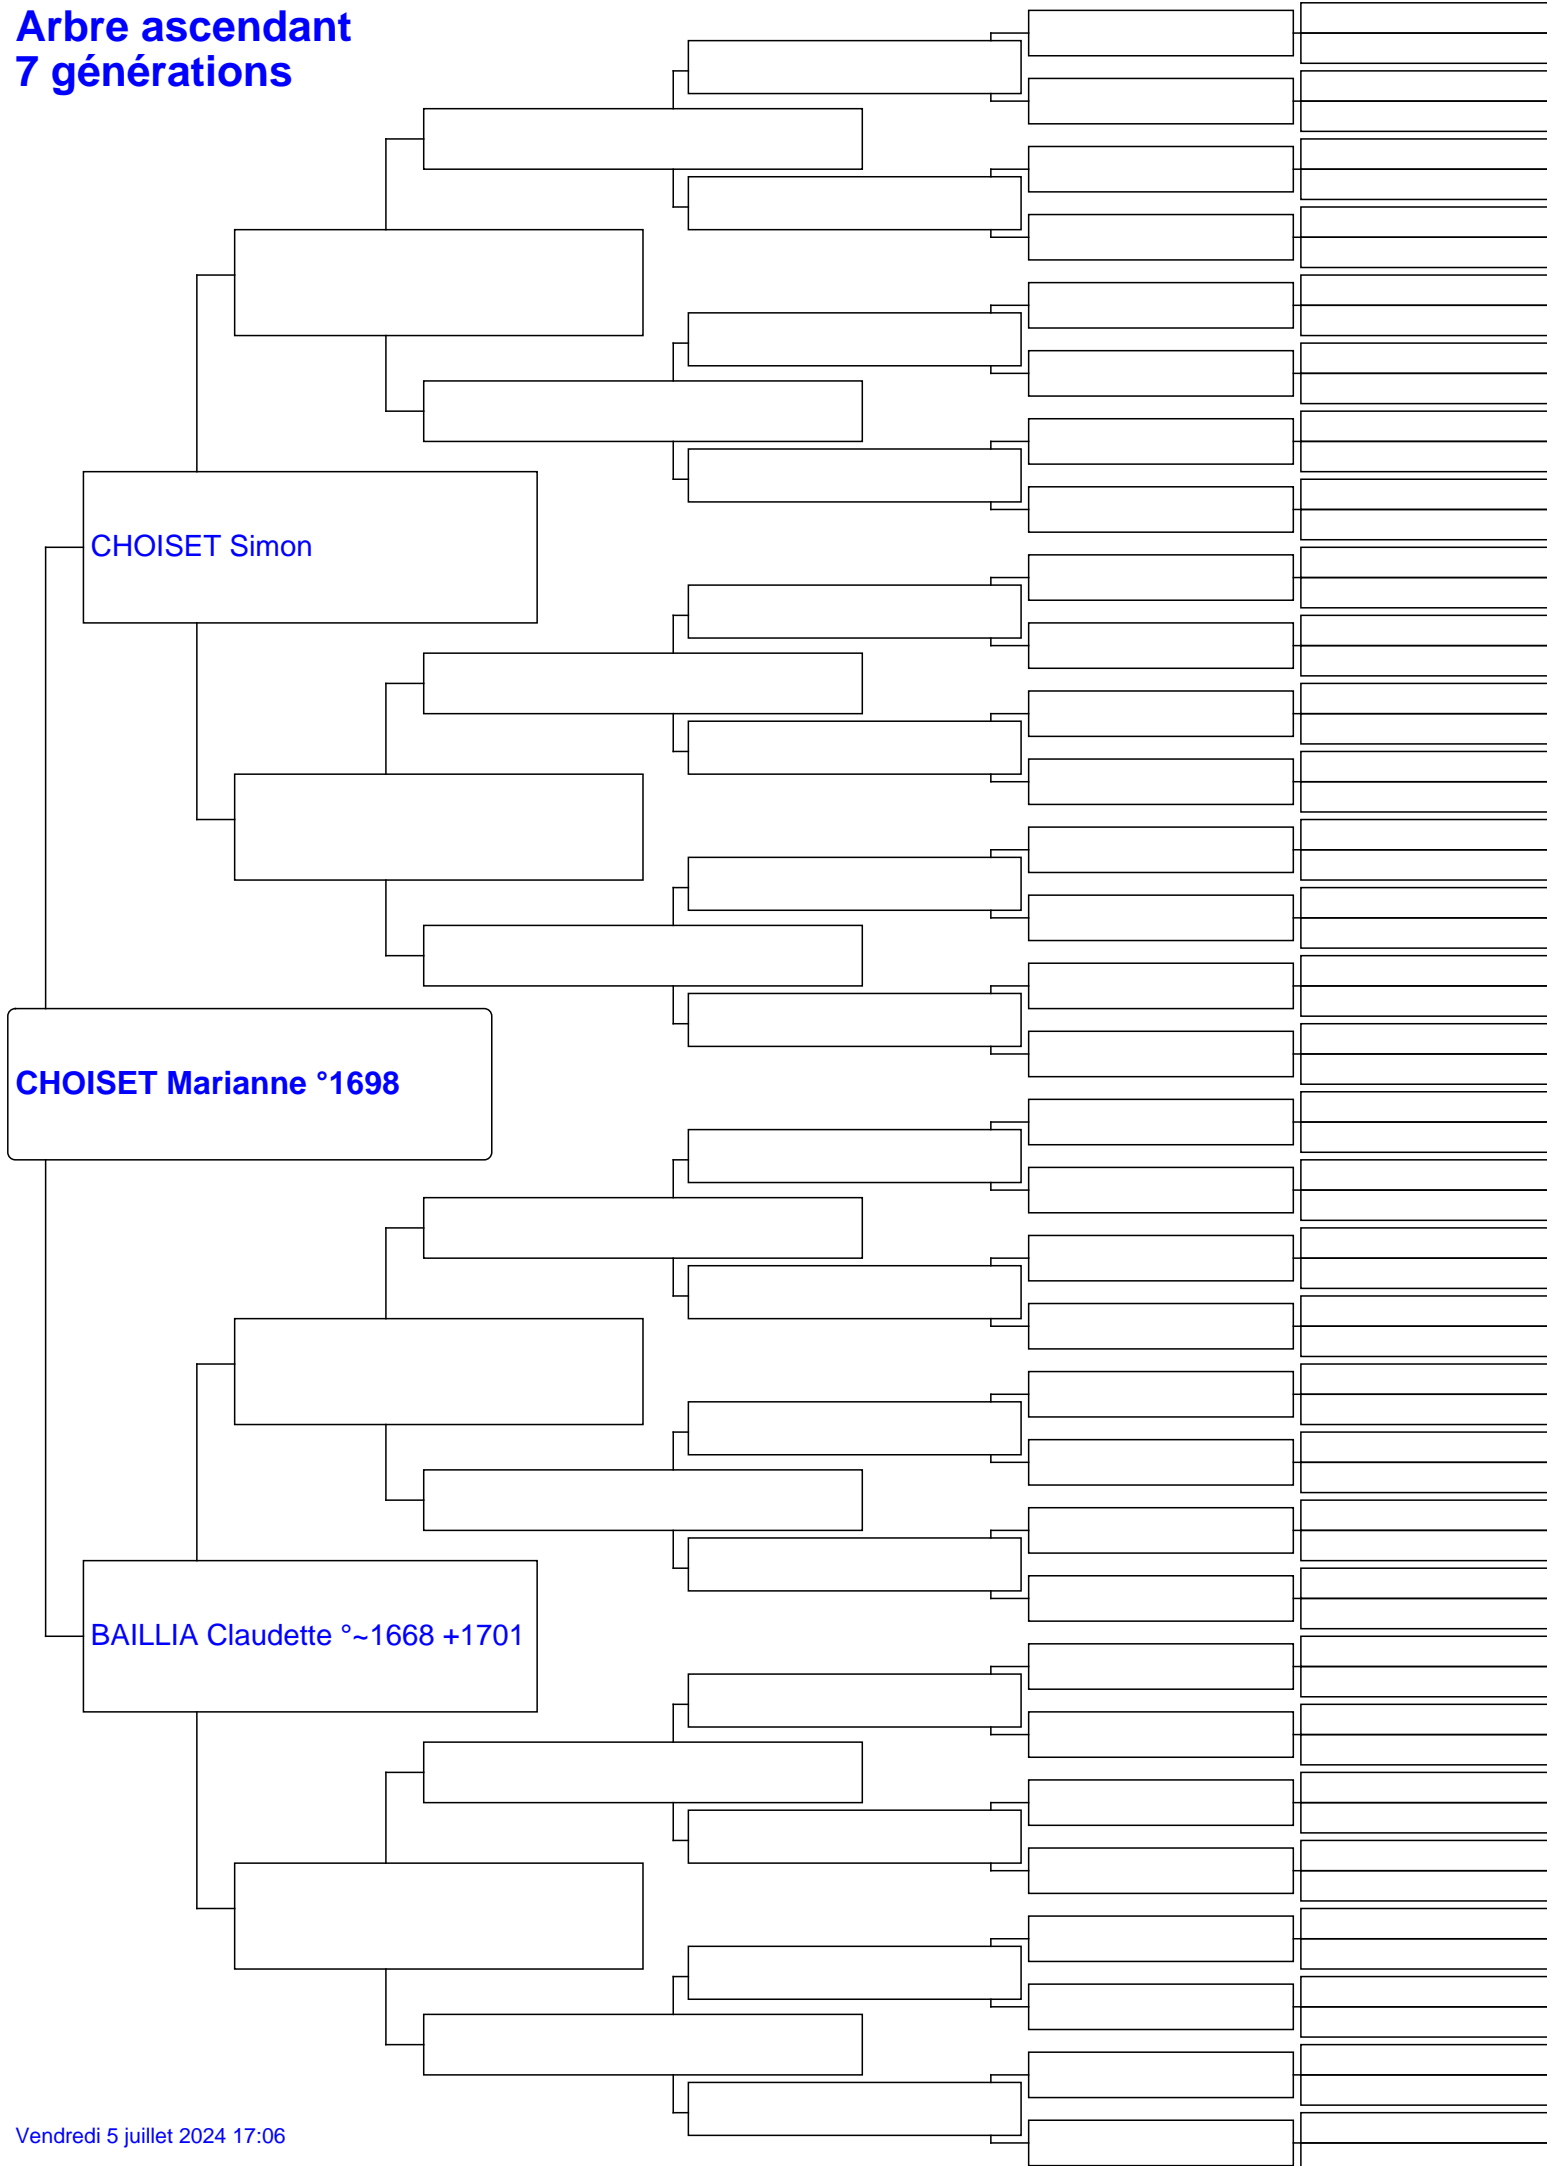 Arbre ascendant
7 générations
CHOISET Simon
CHOISET Marianne °1698
BAILLIA Claudette °~1668 +1701
Vendredi 5 juillet 2024 17:06